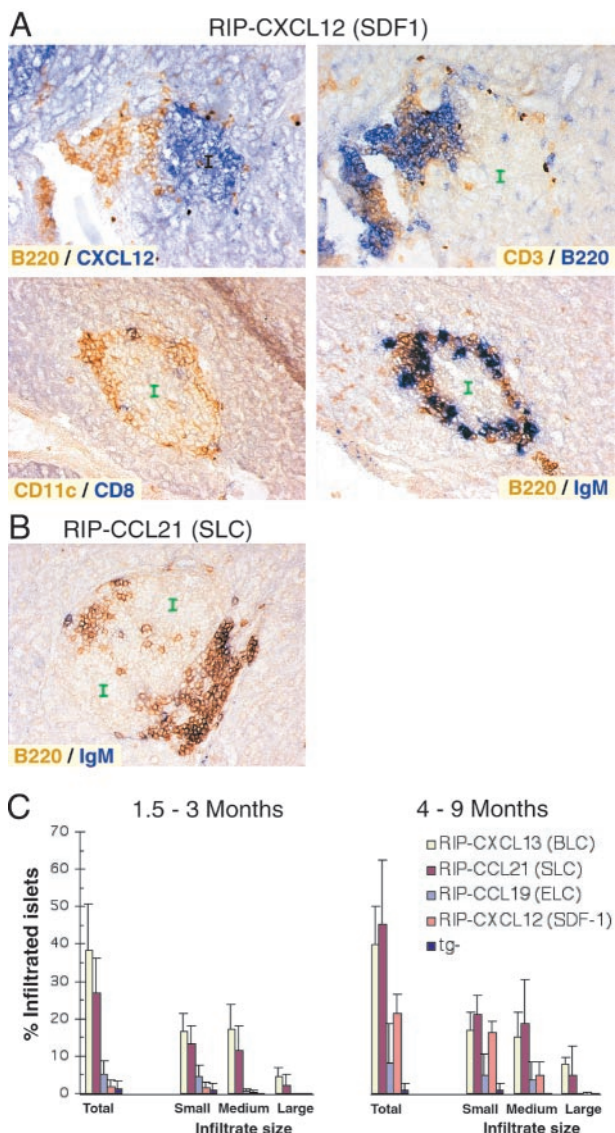 A
RIP-CXCL12 (SDF1)
I
B220 / CXCL12
I
CD3 / B220
I
CD11c / CD8
I
B220 / IgM
B
RIP-CCL21 (SLC)
I
I
B220 / IgM
C
1.5 - 3 Months
4 - 9 Months
% Infiltrated islets
70
60
50
40
30
20
10
0
RIP-CXCL13 (BLC)
RIP-CCL21 (SLC)
RIP-CCL19 (ELC)
RIP-CXCL12 (SDF-1)
tg-
Total
Small
Medium
Large
Infiltrate size
Total
Small
Medium
Large
Infiltrate size